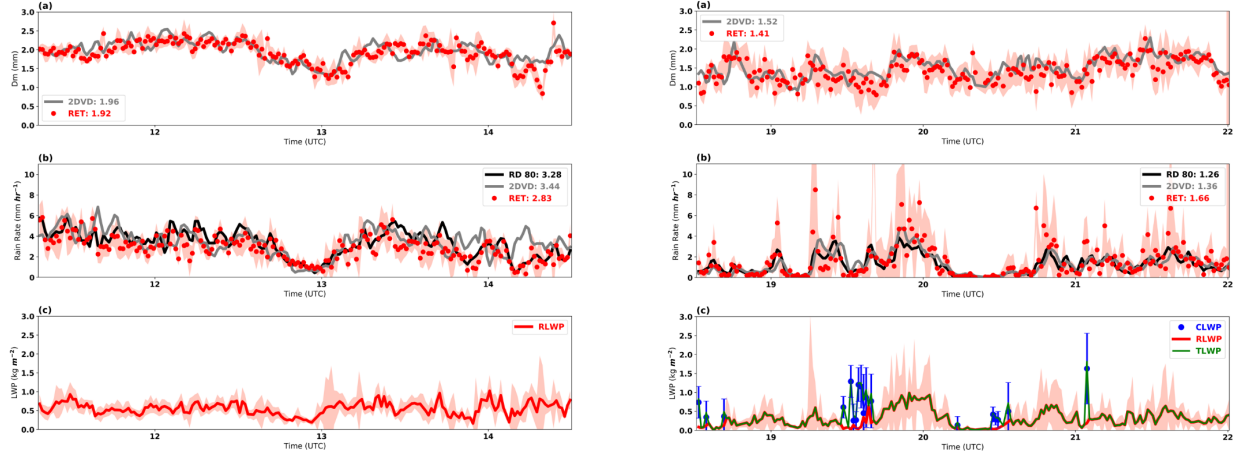 (a)
3.0
2.5
2.0
1.5
1.0
0.5
0.0
Dm (mm)
2DVD: 1.96
RET: 1.92
12
13
14
Time (UTC)
(b)
10
8
6
4
2
0
Rain Rate (mm hr⁻¹)
RD 80: 3.28
2DVD: 3.44
RET: 2.83
12
13
14
Time (UTC)
(c)
3.0
2.5
2.0
1.5
1.0
0.5
0.0
LWP (kg m⁻²)
RLWP
12
13
14
Time (UTC)
(a)
3.0
2.5
2.0
1.5
1.0
0.5
0.0
Dm (mm)
2DVD: 1.52
RET: 1.41
19
20
21
22
Time (UTC)
(b)
10
8
6
4
2
0
Rain Rate (mm hr⁻¹)
RD 80: 1.26
2DVD: 1.36
RET: 1.66
19
20
21
22
Time (UTC)
(c)
3.0
2.5
2.0
1.5
1.0
0.5
0.0
LWP (kg m⁻²)
CLWP
RLWP
TLWP
19
20
21
22
Time (UTC)